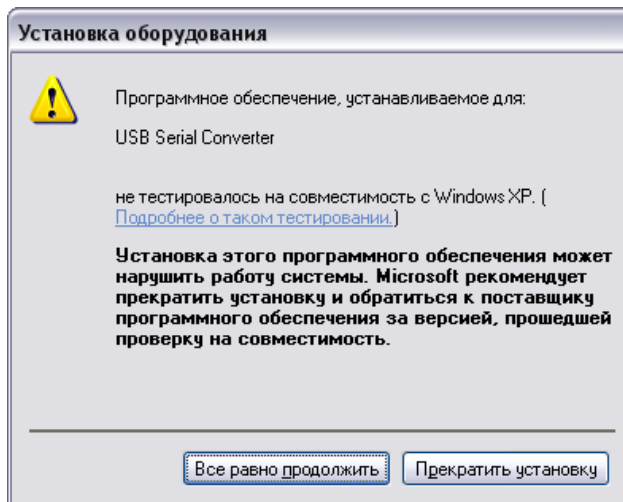 Установка оборудования
Программное обеспечение, устанавливаемое для:
USB Serial Converter
не тестировалось на совместимость с Windows XP. (
Подробнее о таком тестировании.)
Установка этого программного обеспечения может
нарушить работу системы. Microsoft рекомендует
прекратить установку и обратиться к поставщику
программного обеспечения за версией, прошедшей
проверку на совместимость.
Все равно продолжить
Прекратить установку